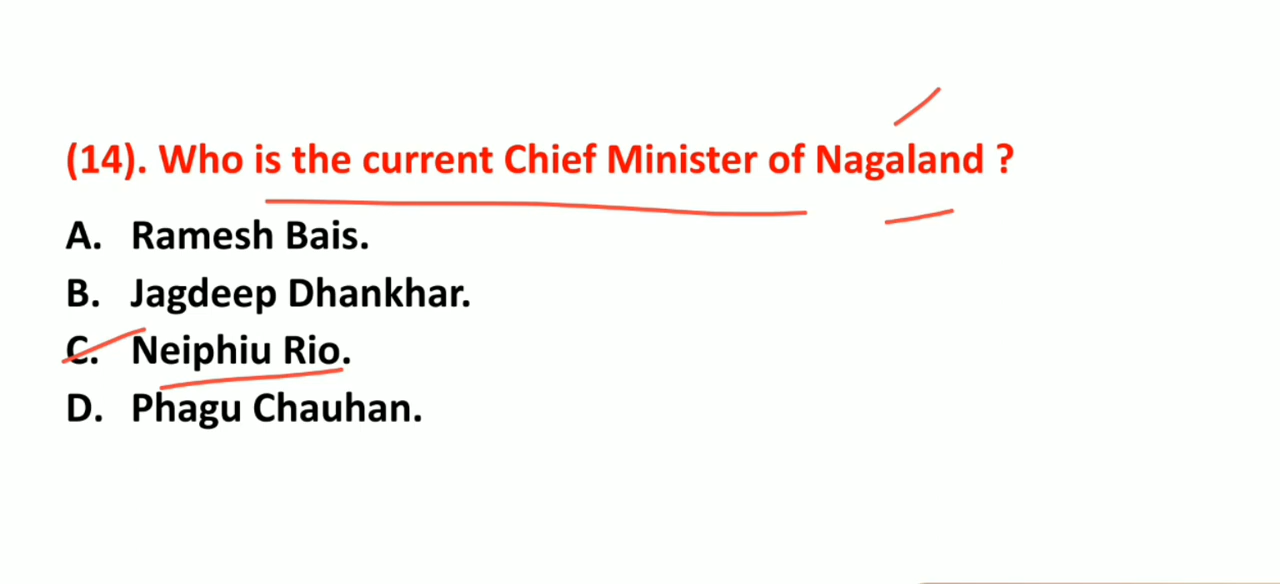 (14). Who is the current Chief Minister of Nagaland ?
A. Ramesh Bais.
B. Jagdeep Dhankhar.
C. Neiphiu Rio.
D. Phagu Chauhan.